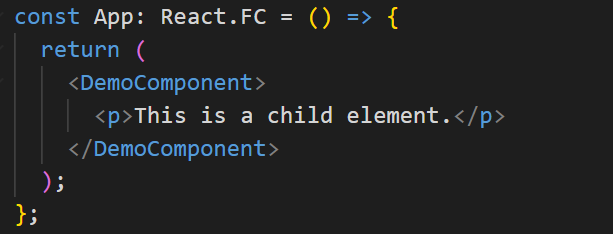 const App: React.FC = () => {
  return (
    <DemoComponent>
      <p>This is a child element.</p>
    </DemoComponent>
  );
};